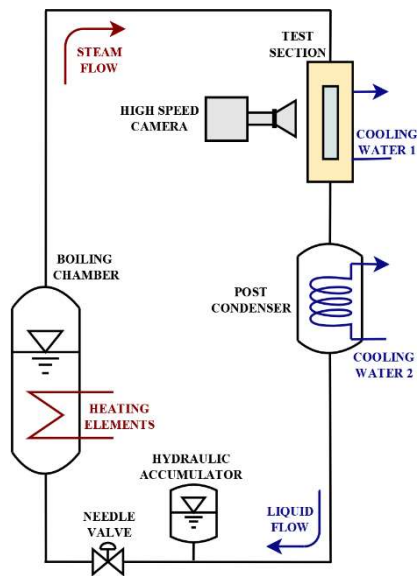 STEAM
FLOW
TEST
SECTION
HIGH SPEED
CAMERA
COOLING
WATER 1
BOILING
CHAMBER
POST
CONDENSER
COOLING
WATER 2
HEATING
ELEMENTS
HYDRAULIC
ACCUMULATOR
NEEDLE
VALVE
LIQUID
FLOW